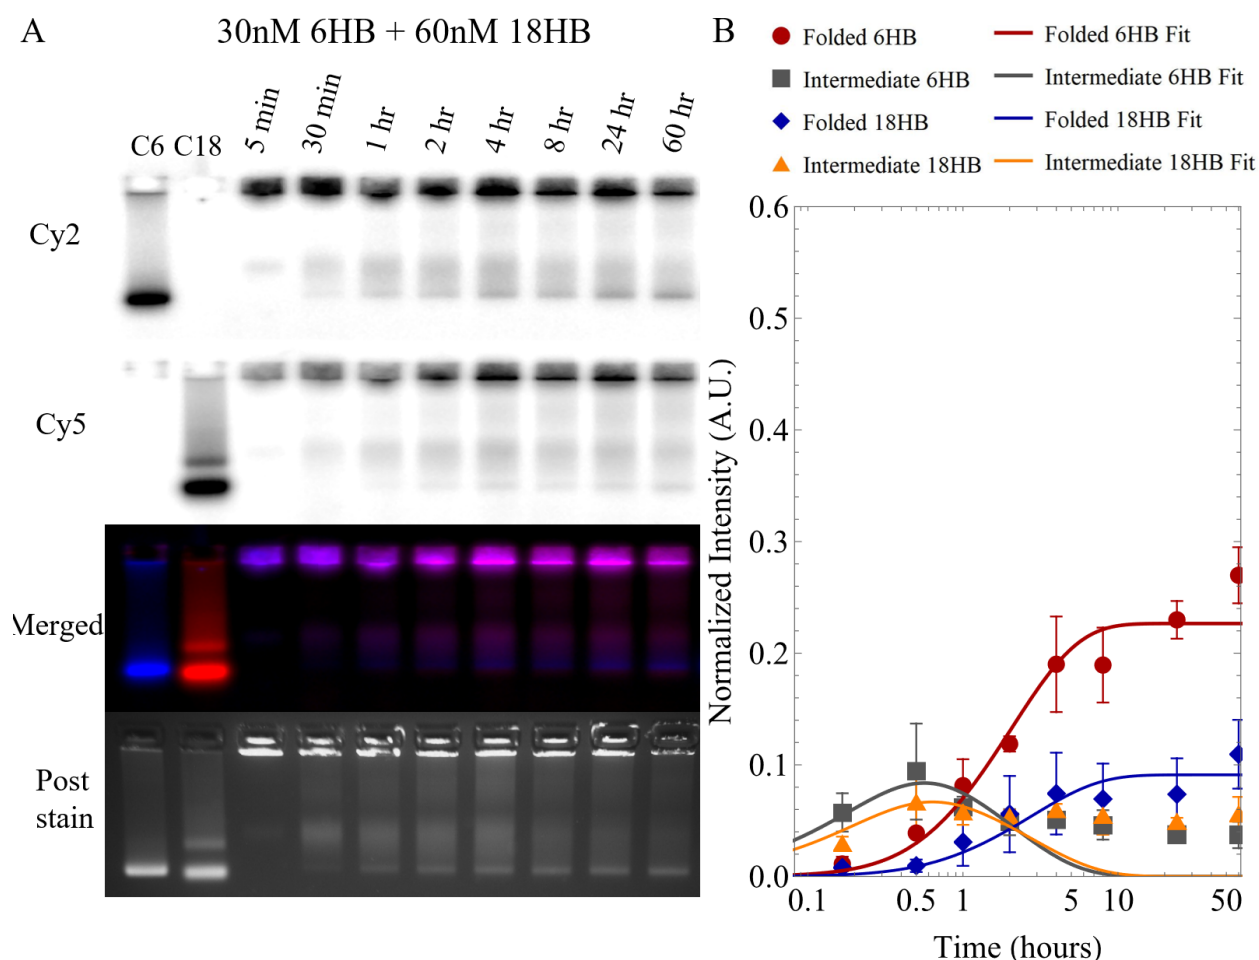 A
30nM 6HB + 60nM 18HB
C6 C18 5 min 30 min 1 hr 2 hr 4 hr 8 hr 24 hr 60 hr
Cy2
Cy5
Merged
Post
stain
B
Folded 6HB
Folded 6HB Fit
Intermediate 6HB
Intermediate 6HB Fit
Folded 18HB
Folded 18HB Fit
Intermediate 18HB
Intermediate 18HB Fit
Normalized Intensity (A.U.)
0.6
0.5
0.4
0.3
0.2
0.1
0.0
0.1 0.5 1 5 10 50
Time (hours)